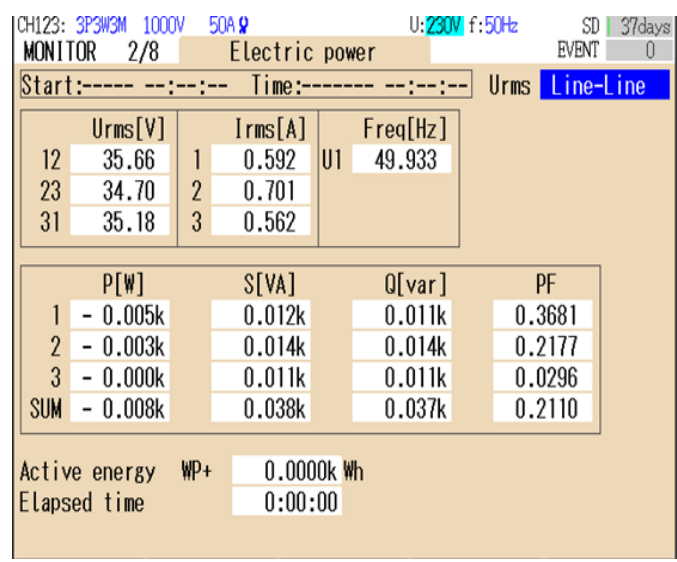 CH123: 3P3W3M 1000V 50A U:230V f:50Hz SD 37days
MONITOR 2/8 Electric power EVENT 0
Start:----- --:--:-- Time:------- --:--:-- Urms Line-Line
Urms[V] Irms[A] Freq[Hz]
12 35.66 1 0.592 U1 49.933
23 34.70 2 0.701
31 35.18 3 0.562
P[W] S[VA] Q[var] PF
1 - 0.005k 0.012k 0.011k 0.3681
2 - 0.003k 0.014k 0.014k 0.2177
3 - 0.000k 0.011k 0.011k 0.0296
SUM - 0.008k 0.038k 0.037k 0.2110
Active energy WP+ 0.0000k Wh
Elapsed time 0:00:00